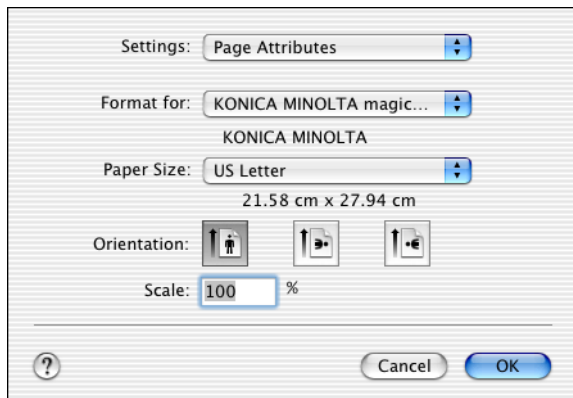 Settings: Page Attributes
Format for: KONICA MINOLTA magic...
KONICA MINOLTA
Paper Size: US Letter
21.58 cm x 27.94 cm
Orientation:
Scale: 100 %
? Cancel OK